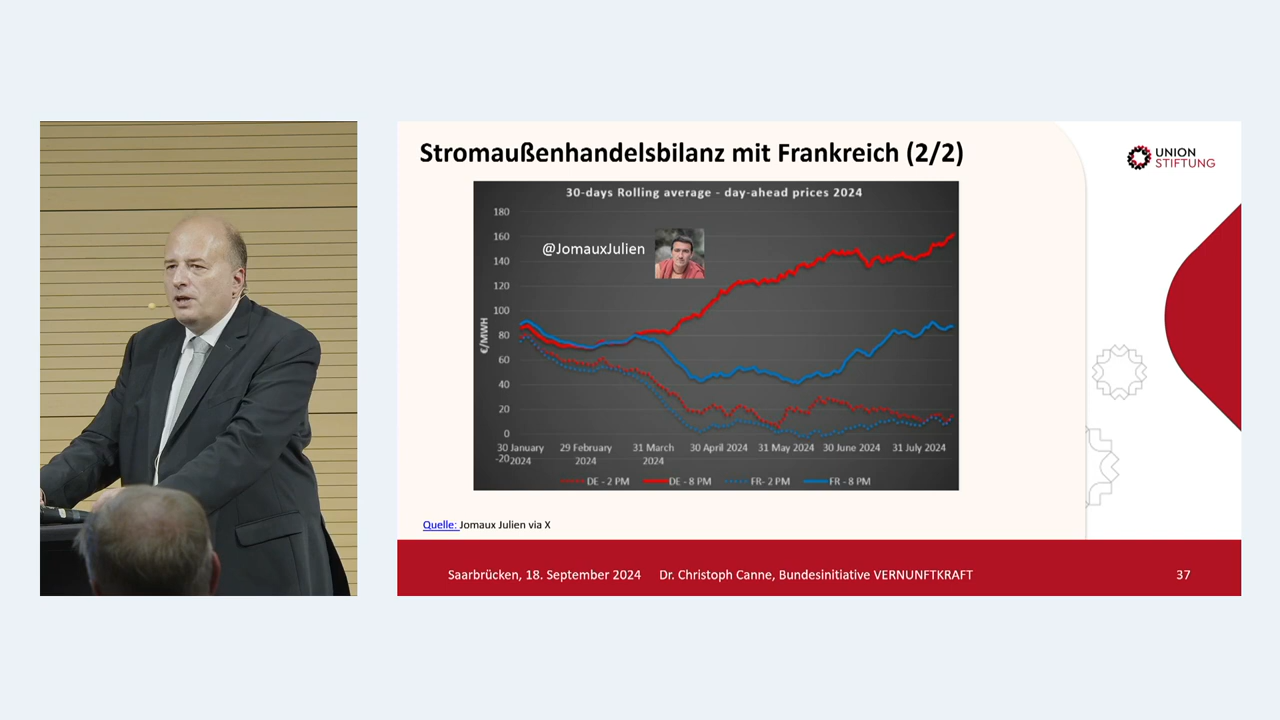 Stromaußenhandelsbilanz mit Frankreich (2/2)
UNION
STIFTUNG
30-days Rolling average - day-ahead prices 2024
@JomauxJulien
€/MWH
180
160
140
120
100
80
60
40
20
0
-20
30 January 2024
29 February 2024
31 March 2024
30 April 2024
31 May 2024
30 June 2024
31 July 2024
DE - 2 PM
DE - 8 PM
FR- 2 PM
FR - 8 PM
Quelle: Jomaux Julien via X
Saarbrücken, 18. September 2024 Dr. Christoph Canne, Bundesinitiative VERNUNFTKRAFT
37